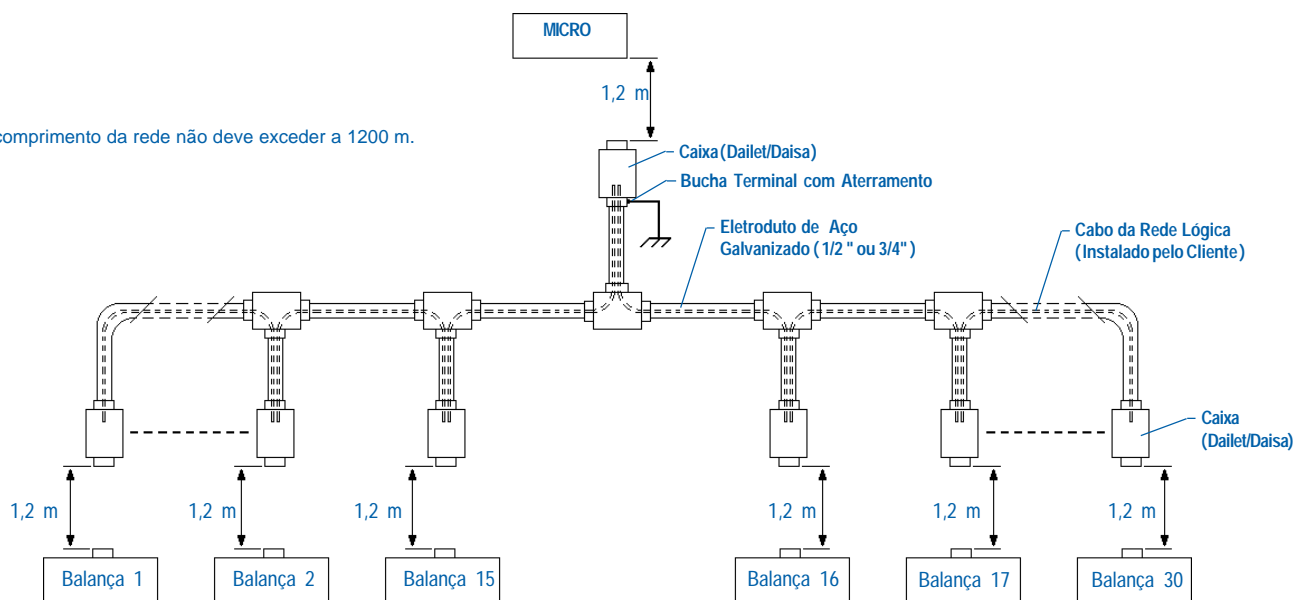 MICRO
1,2 m
comprimento da rede não deve exceder a 1200 m.
Caixa (Dailet/Daisa)
Bucha Terminal com Aterramento
Eletroduto de Aço
Galvanizado ( 1/2 " ou 3/4" )
Cabo da Rede Lógica
(Instalado pelo Cliente)
Caixa
(Dailet/Daisa)
1,2 m
1,2 m
1,2 m
1,2 m
1,2 m
1,2 m
Balança 1
Balança 2
Balança 15
Balança 16
Balança 17
Balança 30